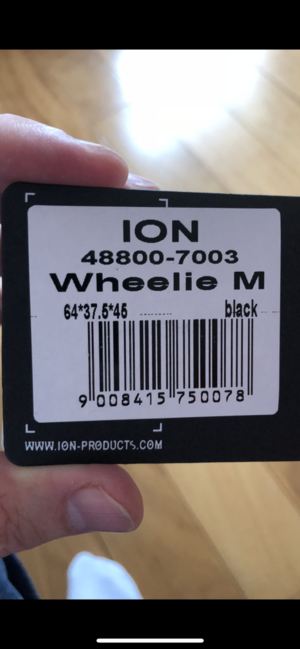 ION
48800-7003
Wheelie M
64*37.5*45 --------- black
9 008415 750078
WWW.ION-PRODUCTS.COM